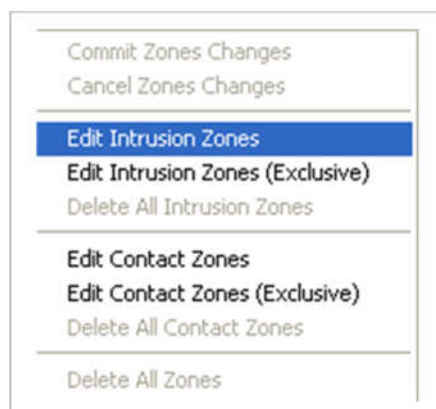 Commit Zones Changes
Cancel Zones Changes
Edit Intrusion Zones
Edit Intrusion Zones (Exclusive)
Delete All Intrusion Zones
Edit Contact Zones
Edit Contact Zones (Exclusive)
Delete All Contact Zones
Delete All Zones